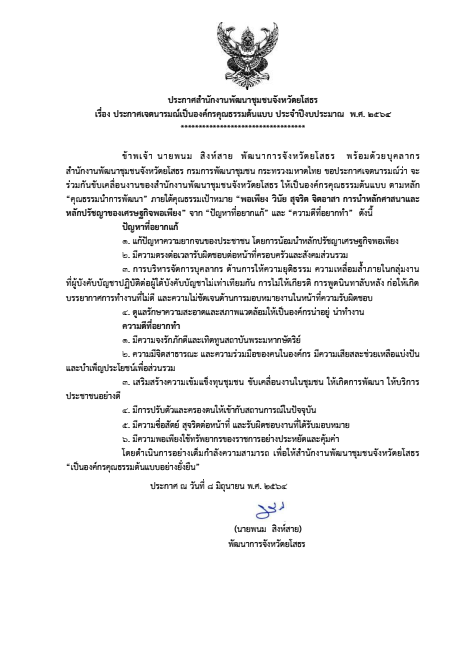 ประกาศสำนักงานพัฒนาชุมชนจังหวัดยโสธร
เรื่อง ประกาศเจตนารมณ์เป็นองค์กรคุณธรรมต้นแบบ ประจำปีงบประมาณ พ.ศ. ๒๕๖๔
***********************************
ข้าพเจ้า นายพนม สิงห์สาย พัฒนาการจังหวัดยโสธร พร้อมด้วยบุคลากร
สำนักงานพัฒนาชุมชนจังหวัดยโสธร กรมการพัฒนาชุมชน กระทรวงมหาดไทย ขอประกาศเจตนารมณ์ว่า จะ
ร่วมกันขับเคลื่อนงานของสำนักงานพัฒนาชุมชนจังหวัดยโสธร ให้เป็นองค์กรคุณธรรมต้นแบบ ตามหลัก
“คุณธรรมนำการพัฒนา” ภายใต้คุณธรรมเป้าหมาย “พอเพียง วินัย สุจริต จิตอาสา การนำหลักศาสนาและ
หลักปรัชญาของเศรษฐกิจพอเพียง” จาก “ปัญหาที่อยากแก้” และ “ความดีที่อยากทำ” ดังนี้
ปัญหาที่อยากแก้
๑. แก้ปัญหาความยากจนของประชาชน โดยการน้อมนำหลักปรัชญาเศรษฐกิจพอเพียง
๒. มีความตรงต่อเวลารับผิดชอบต่อหน้าที่ครอบครัวและสังคมส่วนรวม
๓. การบริหารจัดการบุคลากร ด้านการให้ความยุติธรรม ความเหลื่อมล้ำภายในกลุ่มงาน
ที่ผู้บังคับบัญชาปฏิบัติต่อผู้ใต้บังคับบัญชาไม่เท่าเทียมกัน การไม่ให้เกียรติ การพูดนินทาลับหลัง ก่อให้เกิด
บรรยากาศการทำงานที่ไม่ดี และความไม่ชัดเจนด้านการมอบหมายงานในหน้าที่ความรับผิดชอบ
๔. ดูแลรักษาความสะอาดและสภาพแวดล้อมให้เป็นองค์กรน่าอยู่ น่าทำงาน
ความดีที่อยากทำ
๑. มีความจงรักภักดีและเทิดทูนสถาบันพระมหากษัตริย์
๒. ความมีจิตสาธารณะ และความร่วมมือของคนในองค์กร มีความเสียสละช่วยเหลือแบ่งปัน
และบำเพ็ญประโยชน์เพื่อส่วนรวม
๓. เสริมสร้างความเข้มแข็งทุนชุมชน ขับเคลื่อนงานในชุมชน ให้เกิดการพัฒนา ให้บริการ
ประชาชนอย่างดี
๔. มีการปรับตัวและครองตนให้เข้ากับสถานการณ์ในปัจจุบัน
๕. มีความซื่อสัตย์ สุจริตต่อหน้าที่ และรับผิดชอบงานที่ได้รับมอบหมาย
๖. มีความพอเพียงใช้ทรัพยากรของราชการอย่างประหยัดและคุ้มค่า
โดยดำเนินการอย่างเต็มกำลังความสามารถ เพื่อให้สำนักงานพัฒนาชุมชนจังหวัดยโสธร
“เป็นองค์กรคุณธรรมต้นแบบอย่างยั่งยืน”
ประกาศ ณ วันที่ ๘ มิถุนายน พ.ศ. ๒๕๖๔
(นายพนม สิงห์สาย)
พัฒนาการจังหวัดยโสธร